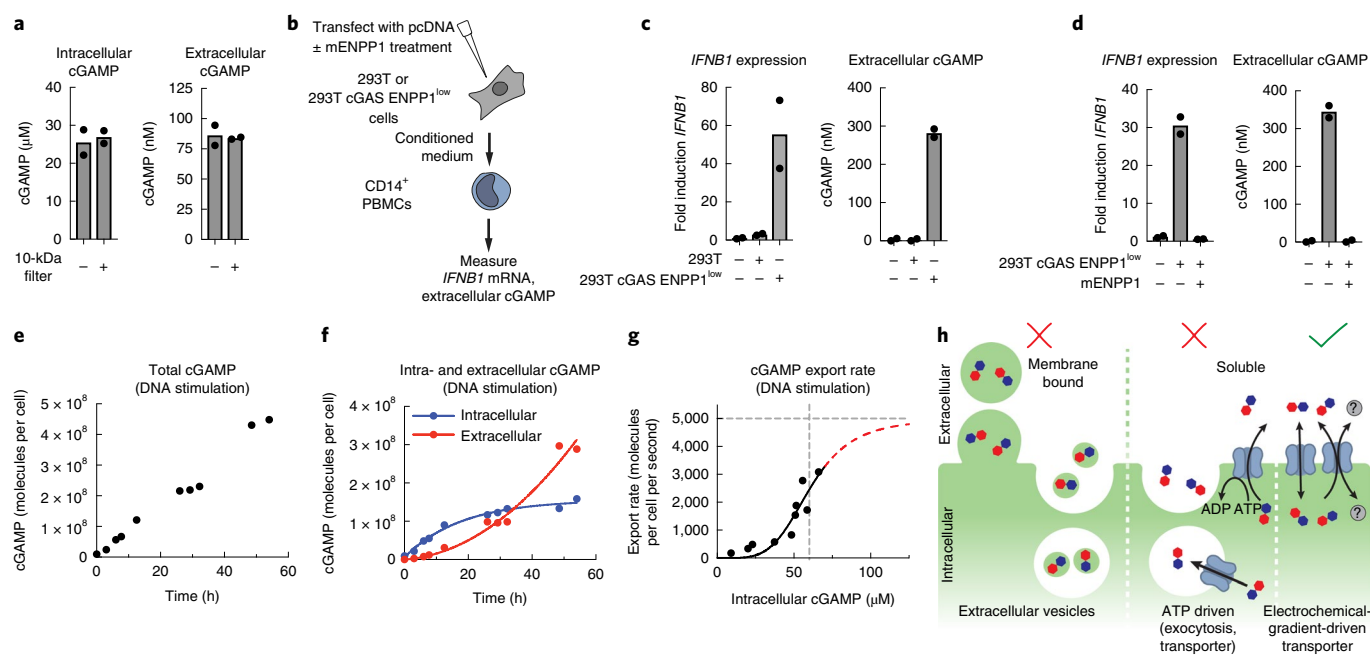 a
Intracellular
cGAMP
Extracellular
cGAMP
cGAMP (μM)
40
30
20
10
0
cGAMP (nM)
125
100
75
50
25
0
10-kDa
filter
– +
– +
b
Transfect with pcDNA
± mENPP1 treatment
293T or
293T cGAS ENPP1low
cells
Conditioned
medium
CD14+
PBMCs
Measure
IFNB1 mRNA,
extracellular cGAMP
c
IFNB1 expression
Extracellular cGAMP
Fold induction IFNB1
80
60
40
20
0
cGAMP (nM)
400
300
200
100
0
293T
– + –
– + –
293T cGAS ENPP1low
– – +
– – +
d
IFNB1 expression
Extracellular cGAMP
Fold induction IFNB1
40
30
20
10
0
cGAMP (nM)
400
300
200
100
0
293T cGAS ENPP1low
– + +
– + +
mENPP1
– – +
– – +
e
Total cGAMP
(DNA stimulation)
cGAMP (molecules per cell)
5 × 10⁸
4 × 10⁸
3 × 10⁸
2 × 10⁸
1 × 10⁸
0
0 20 40 60
Time (h)
f
Intra- and extracellular cGAMP
(DNA stimulation)
Intracellular
Extracellular
cGAMP (molecules per cell)
4 × 10⁸
3 × 10⁸
2 × 10⁸
1 × 10⁸
0
0 20 40 60
Time (h)
g
cGAMP export rate
(DNA stimulation)
Export rate (molecules
per cell per second)
5,000
4,000
3,000
2,000
1,000
0
0 50 100
Intracellular cGAMP (μM)
h
Membrane
bound
Soluble
Extracellular
Intracellular
?
ADP ATP
?
Extracellular vesicles
ATP driven
(exocytosis,
transporter)
Electrochemical-
gradient-driven
transporter